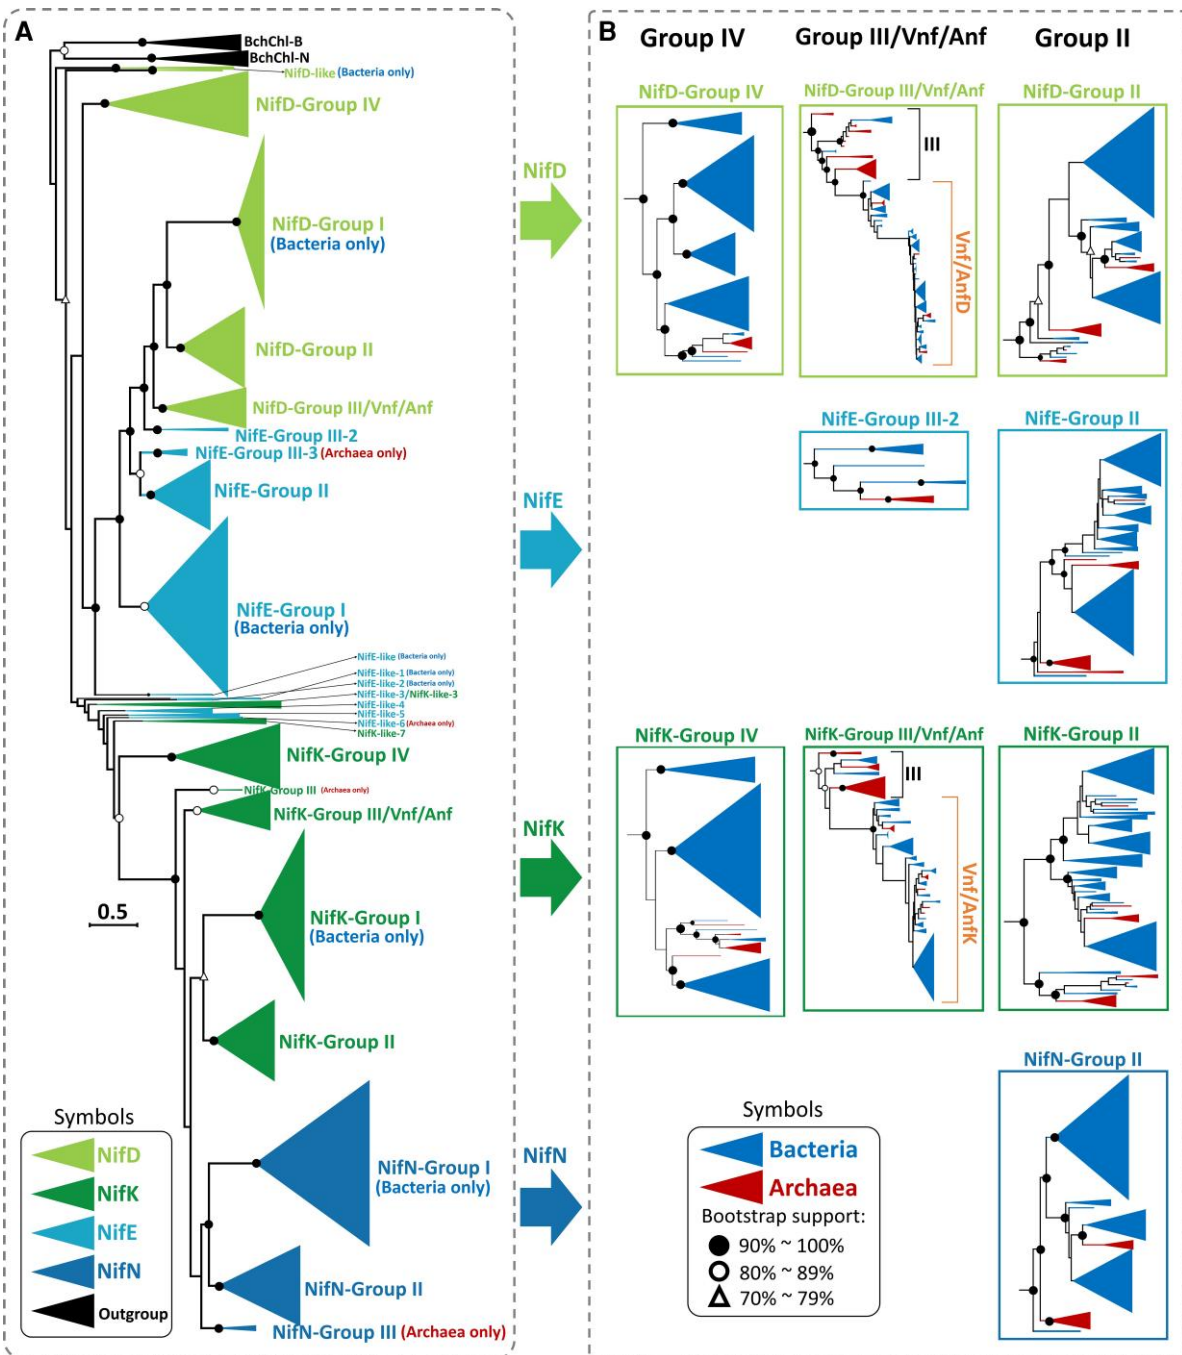 A
BchChl-B
BchChl-N
NifD-like (Bacteria only)
NifD-Group IV
NifD-Group I
(Bacteria only)
NifD-Group II
NifD-Group III/Vnf/Anf
NifE-Group III-2
NifE-Group III-3 (Archaea only)
NifE-Group II
NifE-Group I
(Bacteria only)
NifE-like (Bacteria only)
NifE-like-1 (Bacteria only)
NifE-like-2 (Bacteria only)
NifE-like-3/NifK-like-3
NifE-like-4
NifE-like-5
NifE-like-6 (Archaea only)
NifK-like-7
NifK-Group IV
NifK-Group III (Archaea only)
NifK-Group III/Vnf/Anf
0.5
NifK-Group I
(Bacteria only)
NifK-Group II
NifN-Group I
(Bacteria only)
NifN-Group II
NifN-Group III (Archaea only)
Symbols
NifD
NifK
NifE
NifN
Outgroup
NifD
NifE
NifK
NifN
B
Group IV
Group III/Vnf/Anf
Group II
NifD-Group IV
NifD-Group III/Vnf/Anf
NifD-Group II
III
Vnf/AnfD
NifE-Group III-2
NifE-Group II
NifK-Group IV
NifK-Group III/Vnf/Anf
NifK-Group II
III
Vnf/AnfK
NifN-Group II
Symbols
Bacteria
Archaea
Bootstrap support:
90% ~ 100%
80% ~ 89%
70% ~ 79%